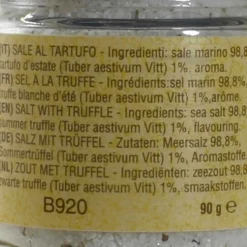 (IT) SALE AL TARTUFO - Ingredienti: sale marino 98,8%
tartufo d'estate (Tuber aestivum Vitt) 1%, aroma.
(FR) SEL À LA TRUFFE - Ingrédients: sel marin 98,8%,
truffe blanche d'été (Tuber aestivum Vitt) 1%, arôme
(EN) SALT WITH TRUFFLE - Ingredients: sea salt 98,8
summer truffle (Tuber aestivum Vitt) 1%, flavouring
(DE) SALZ MIT TRÜFFEL - Zutaten: Meersalz 98,8%,
Sommertrüffel (Tuber aestivum Vitt) 1%, Aromastoffe
(NL) ZOUT MET TRUFFEL - Ingrediënten: zeezout 98,8
zwarte truffle (Tuber aestivum Vitt) 1%, smaakstoffen
B920 90 g e